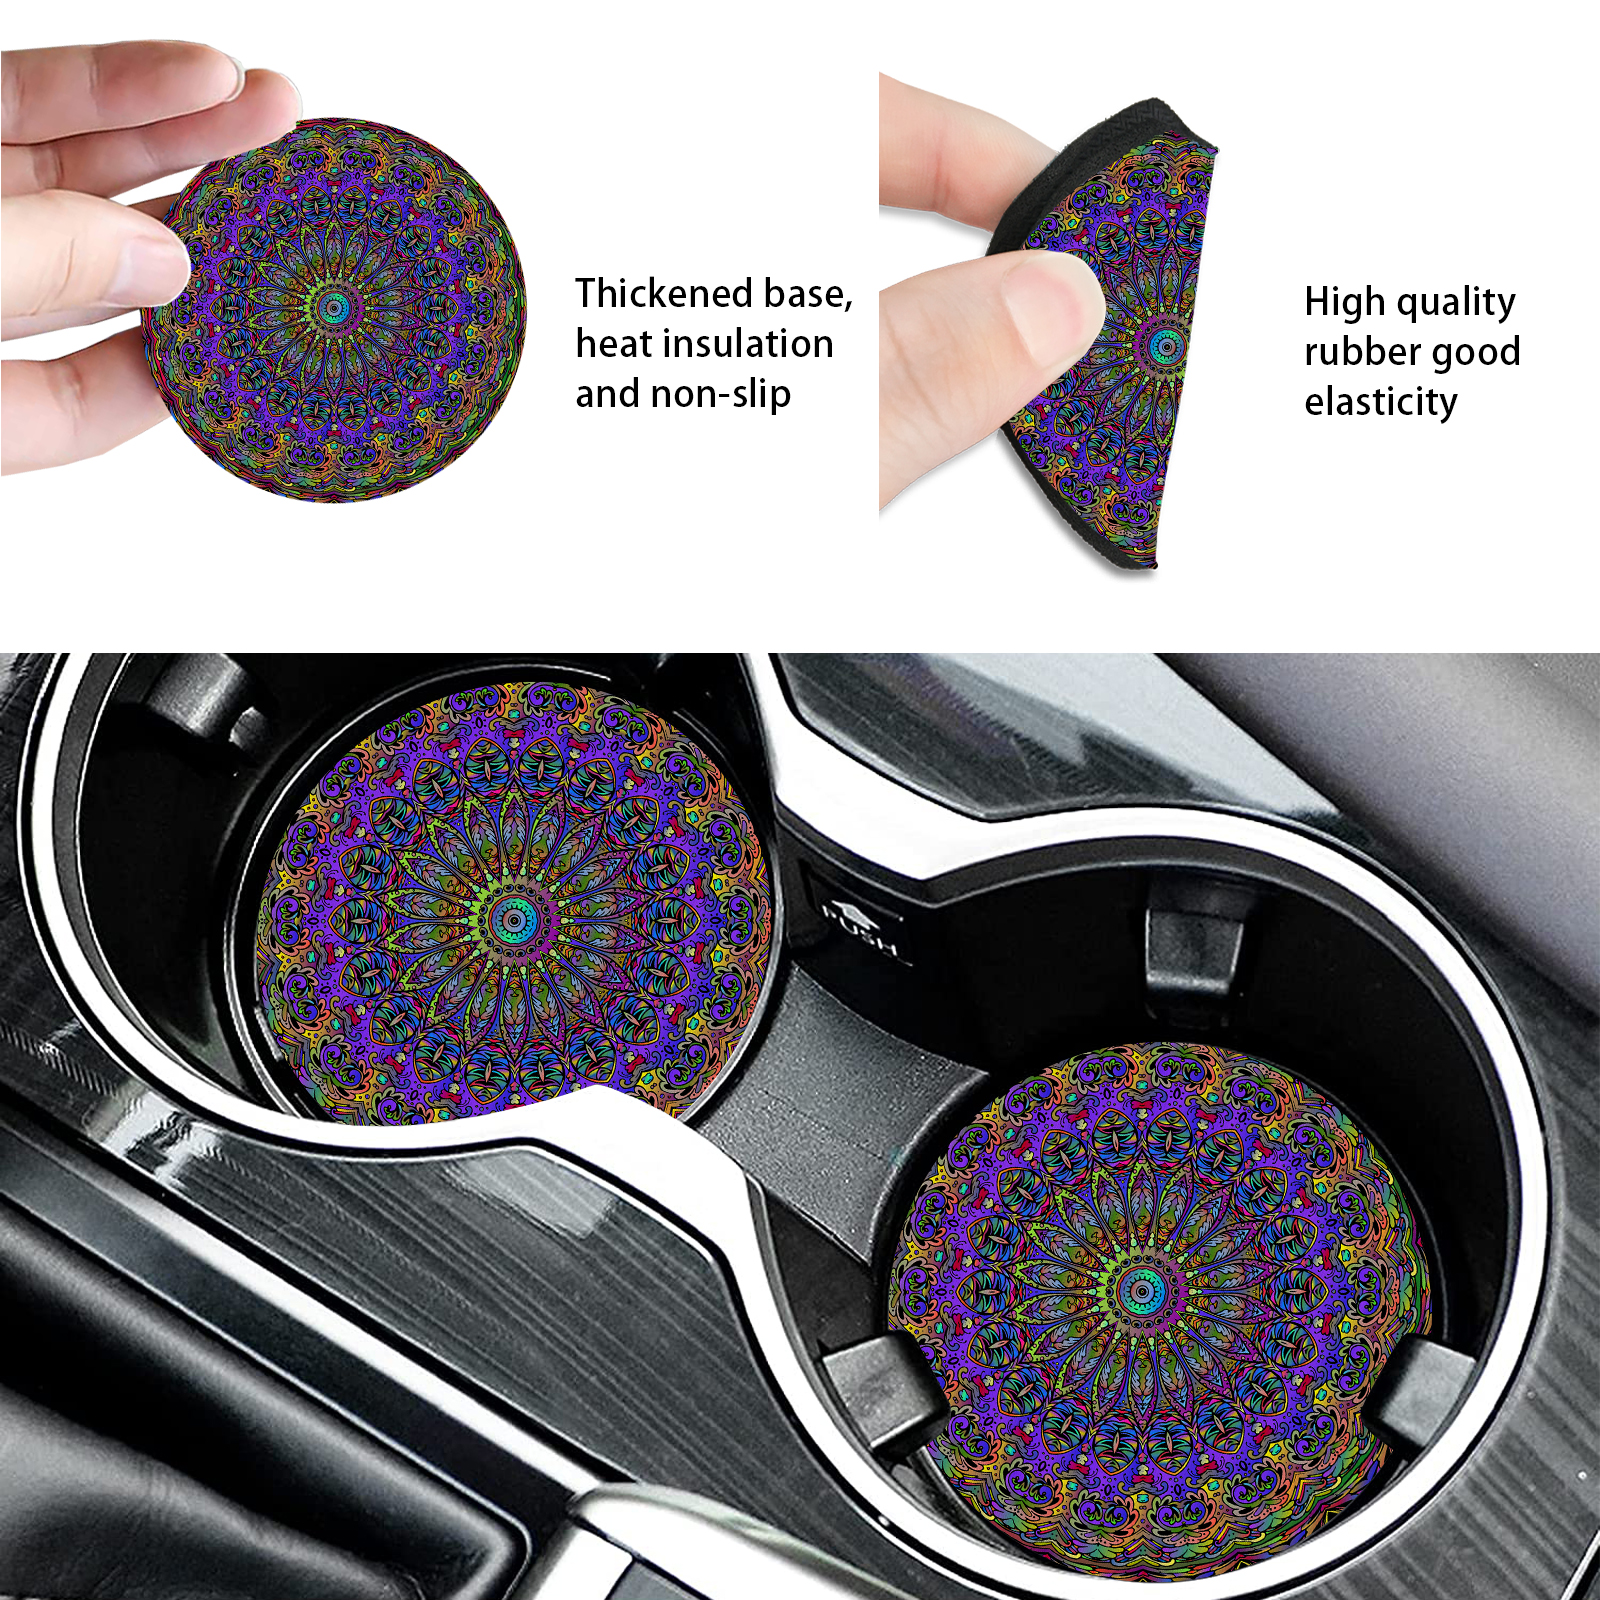 Thickened base,
heat insulation
and non-slip
High quality
rubber good
elasticity
PUSH